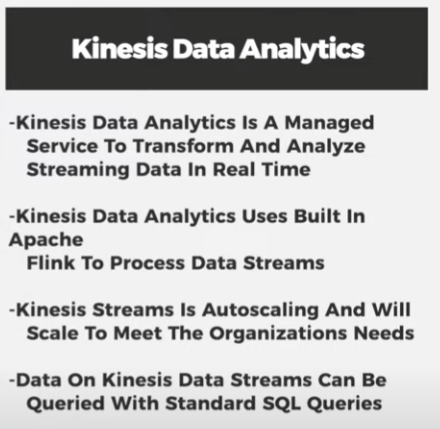 Kinesis Data Analytics
-Kinesis Data Analytics Is A Managed
Service To Transform And Analyze
Streaming Data In Real Time
-Kinesis Data Analytics Uses Built In
Apache
Flink To Process Data Streams
-Kinesis Streams Is Autoscaling And Will
Scale To Meet The Organizations Needs
-Data On Kinesis Data Streams Can Be
Queried With Standard SQL Queries